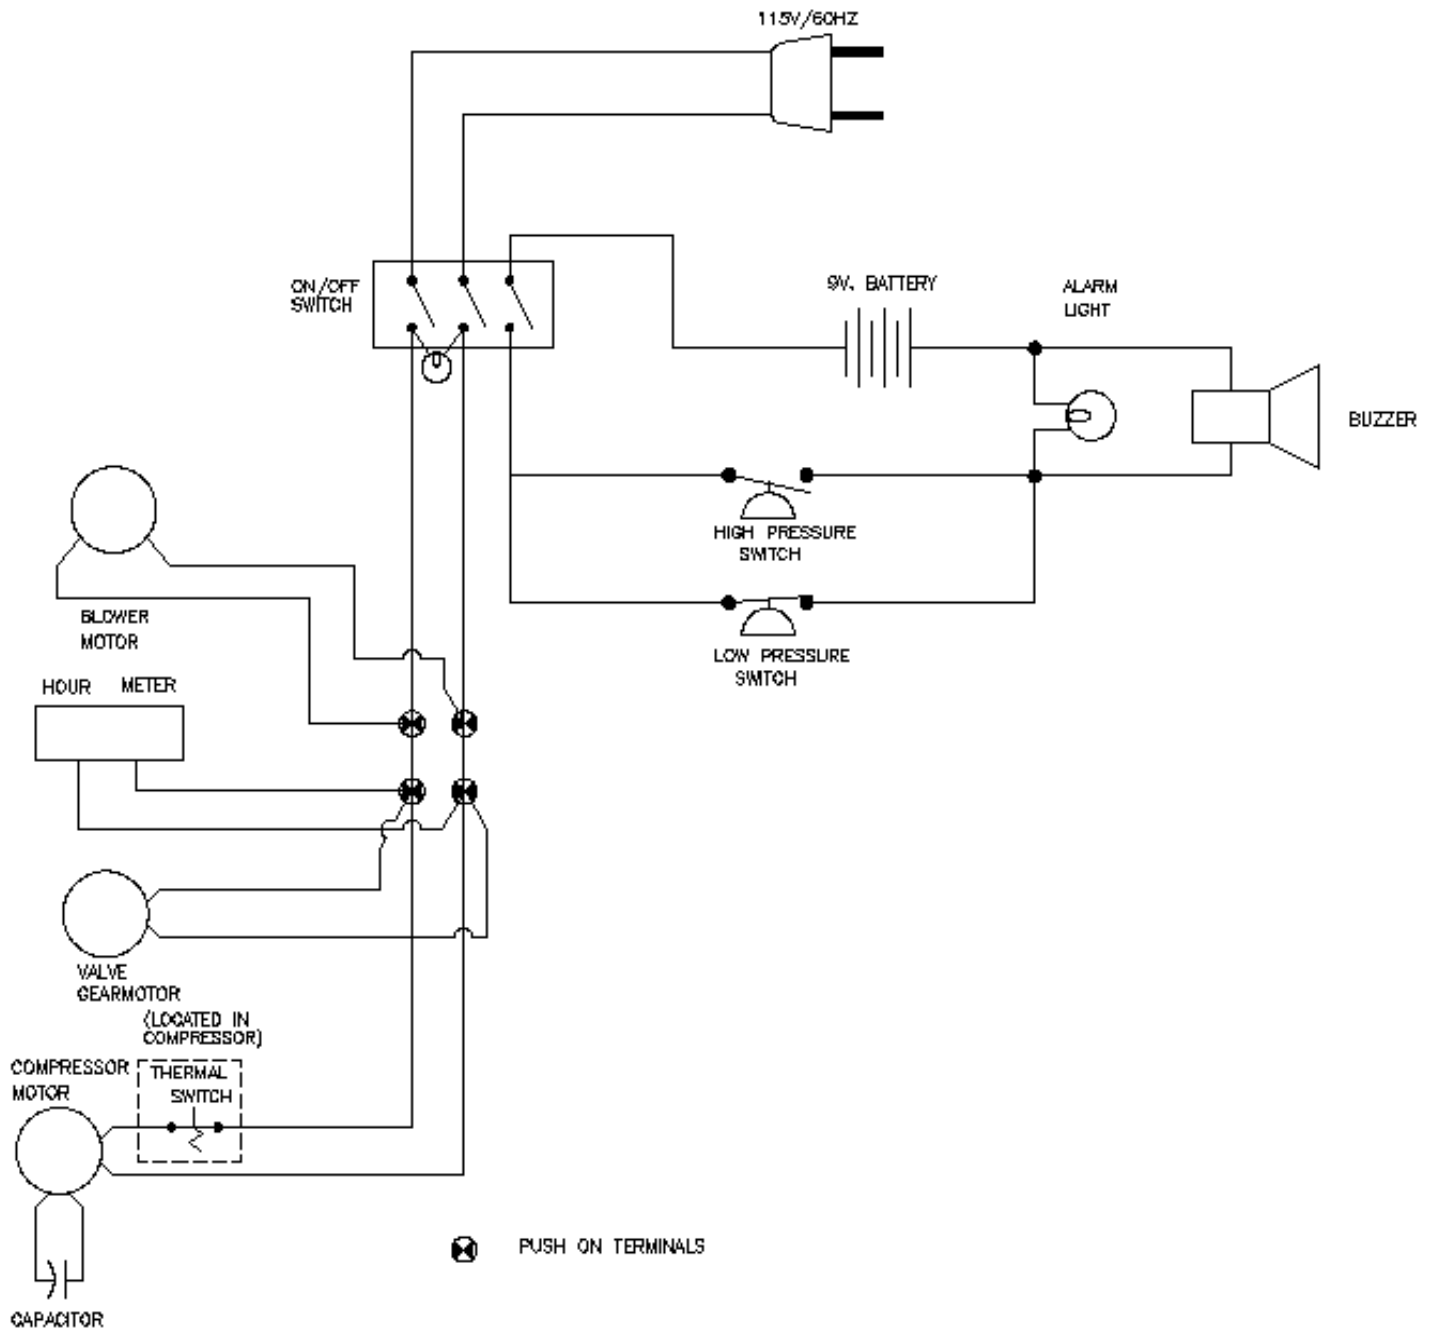 115V/60HZ
ON/OFF
SWITCH
9V. BATTERY
ALARM
LIGHT
BUZZER
HIGH PRESSURE
SWITCH
BLOWER
MOTOR
LOW PRESSURE
SWITCH
HOUR METER
VALVE
GEARMOTOR
(LOCATED IN
COMPRESSOR)
COMPRESSOR
MOTOR
THERMAL
SWITCH
PUSH ON TERMINALS
CAPACITOR